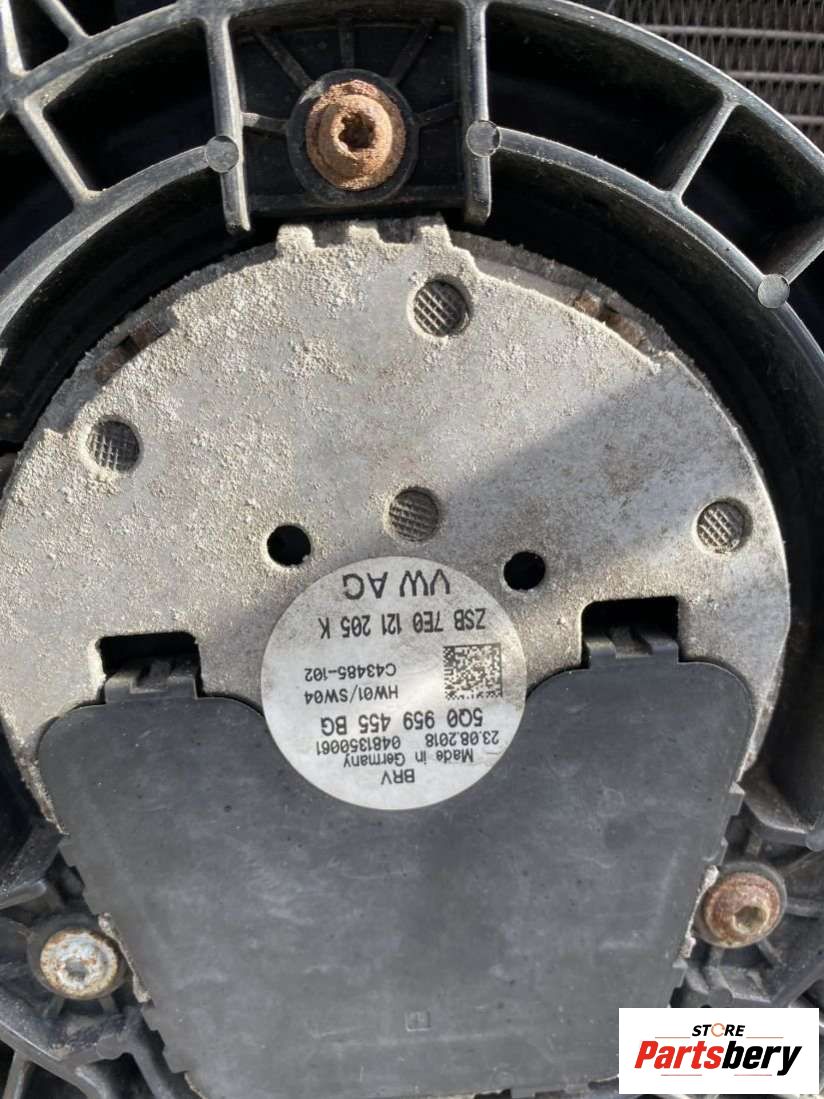 VW AG
ZSB 7E0 121 205 K
HW01/SW04
C43485-102
5Q0 959 455 BG
23.08.2018 0481350061
Made in Germany
BRV
STORE
Partsbery